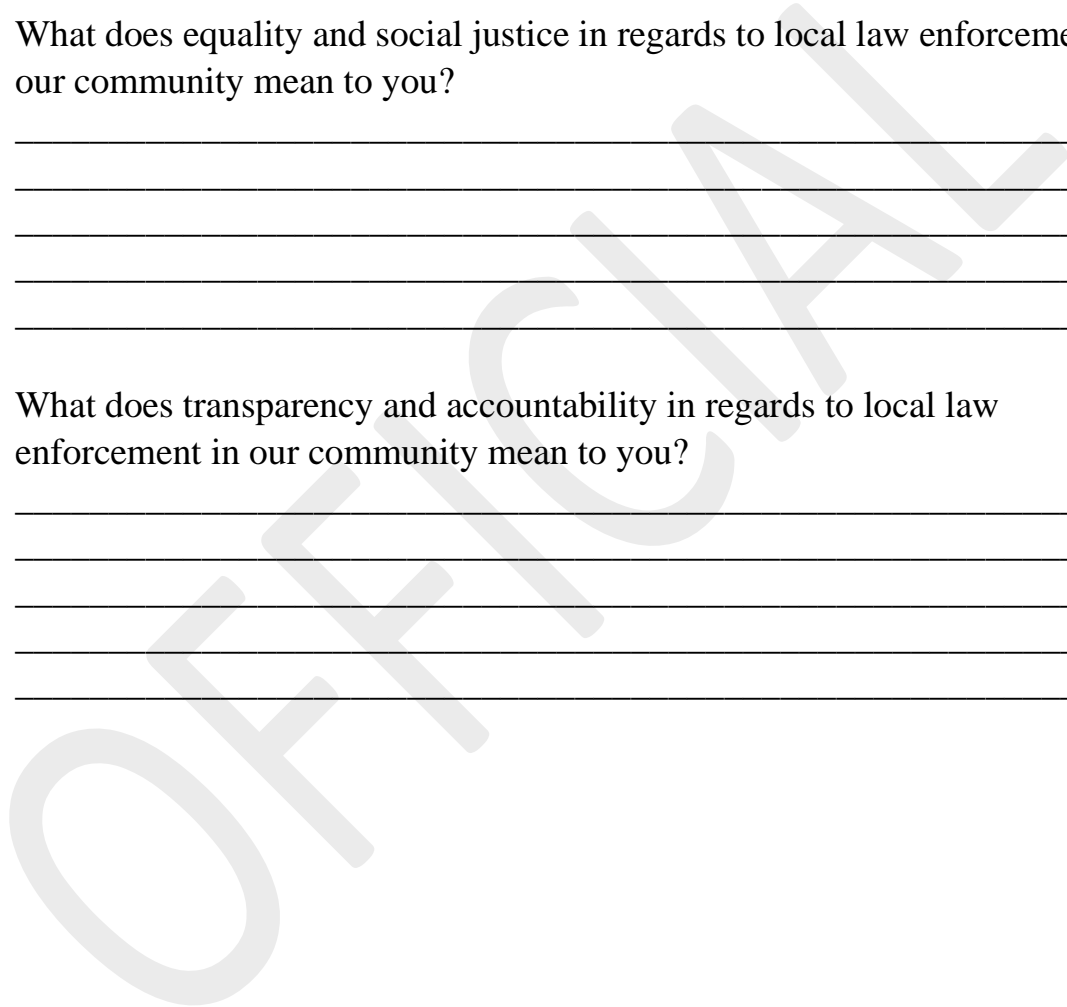 What does equality and social justice in regards to local law enforceme
our community mean to you?
What does transparency and accountability in regards to local law
enforcement in our community mean to you?
OFFICIAL